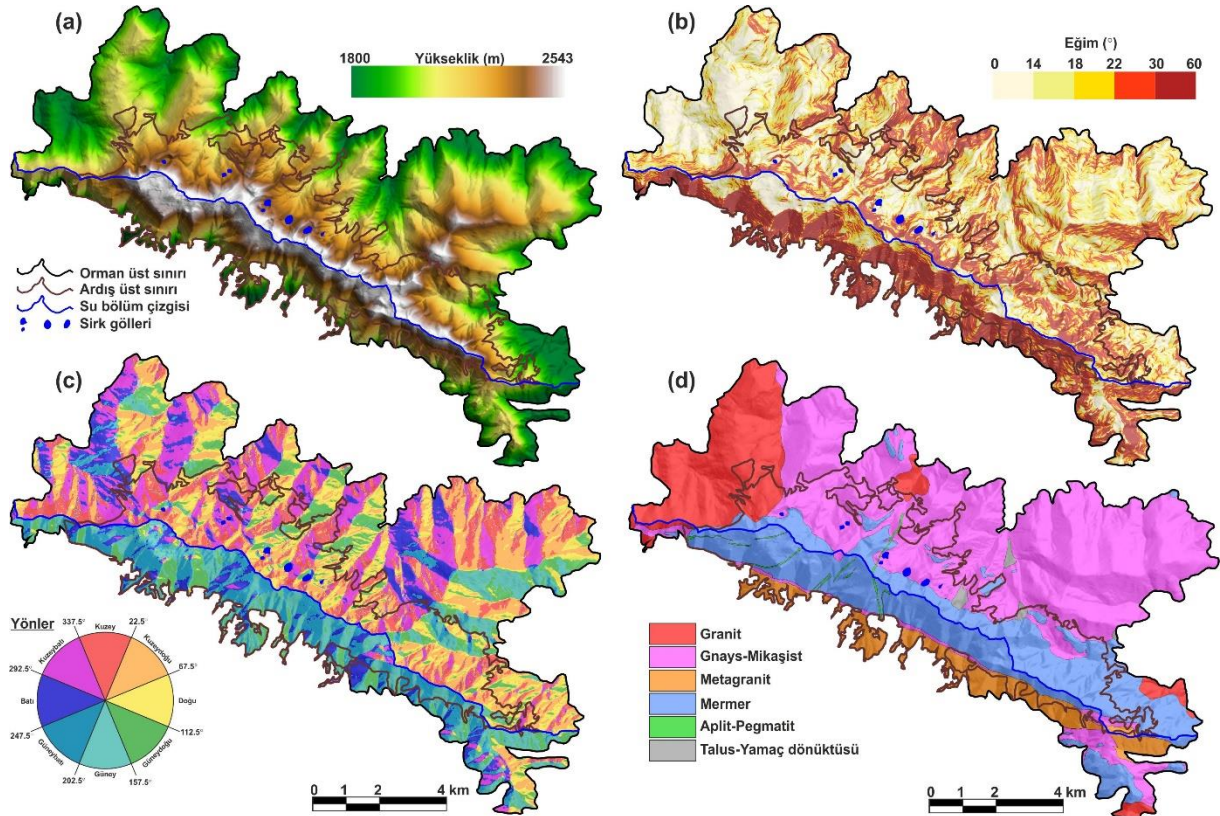 (a)
Yükseklik (m)
1800 2543
Orman üst sınırı
Ardış üst sınırı
Su bölüm çizgisi
Sirk gölleri
(b)
Eğim (°)
0 14 18 22 30 60
(c)
Yönler
337.5° 22.5°
292.5° 67.5°
247.5 112.5°
292.5° 157.5°
Kuzey
Kuzeydoğu
Doğu
Güneydoğu
Güney
Güneybatı
Batı
Kuzeybatı
0 1 2 4 km
(d)
Granit
Gnays-Mikaşist
Metagranit
Mermer
Aplit-Pegmatit
Talus-Yamaç dönüktüsü
0 1 2 4 km